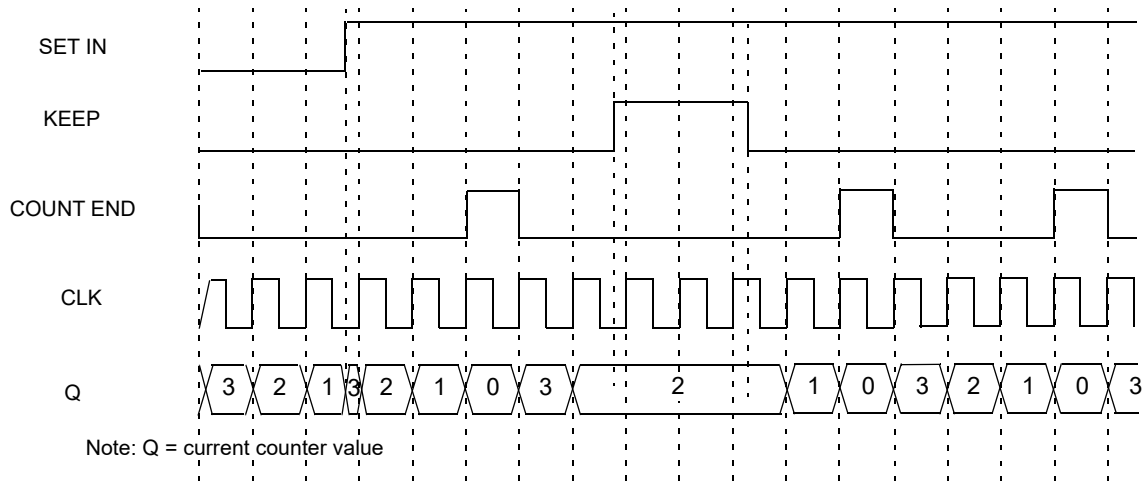 SET IN
KEEP
COUNT END
CLK
Q 3 2 1 3 2 1 0 3 2 1 0 3 2 1 0 3
Note: Q = current counter value